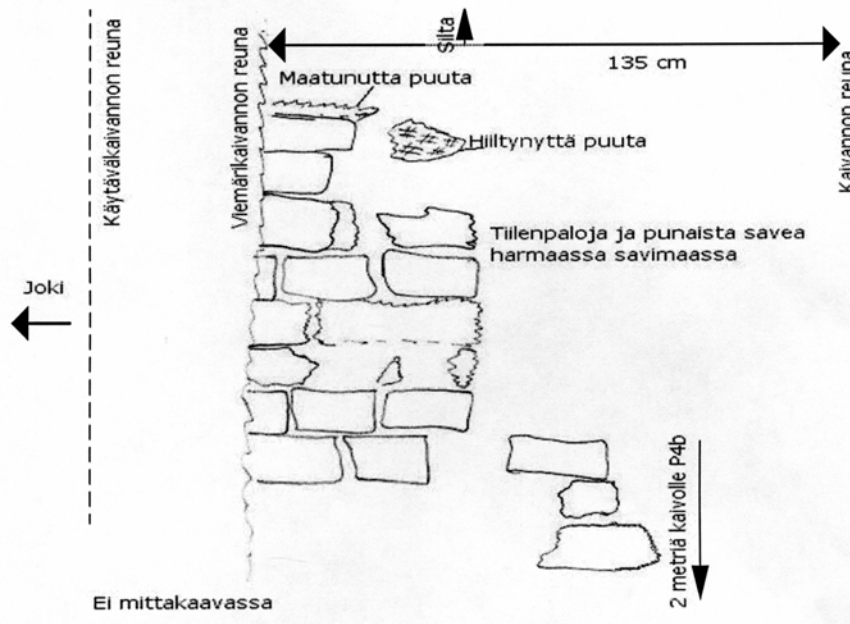 Silta
135 cm
Käytäväkaivannon reuna
Viemärikaivannon reuna
Kaivannon reuna
Maatunutta puuta
Hiiltynyttä puuta
Tiilenpaloja ja punaista savea
harmaassa savimaassa
Joki
2 metriä kaivolle P4b
Ei mittakaavassa